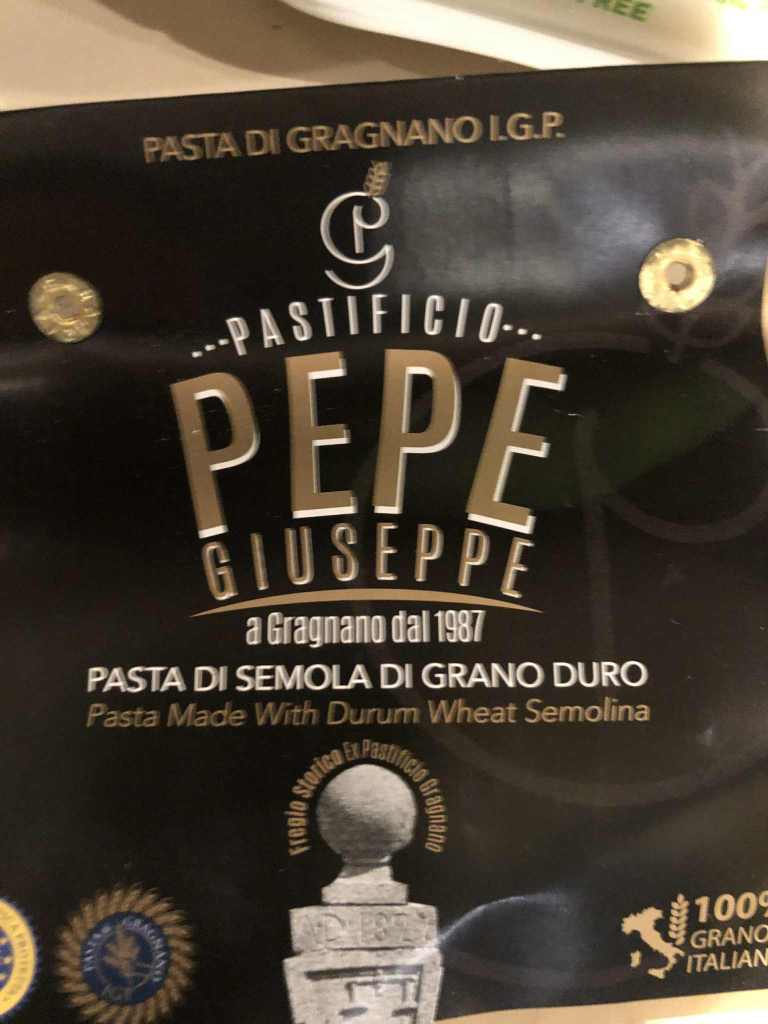 FREE
PASTA DI GRAGNANO I.G.P.
PASTIFICIO
PEPE
GIUSEPPE
a Gragnano dal 1987
PASTA DI SEMOLA DI GRANO DURO
Pasta Made With Durum Wheat Semolina
Fregio Storico Ex Pastificio Gragnano
100%
GRANO
ITALIAN